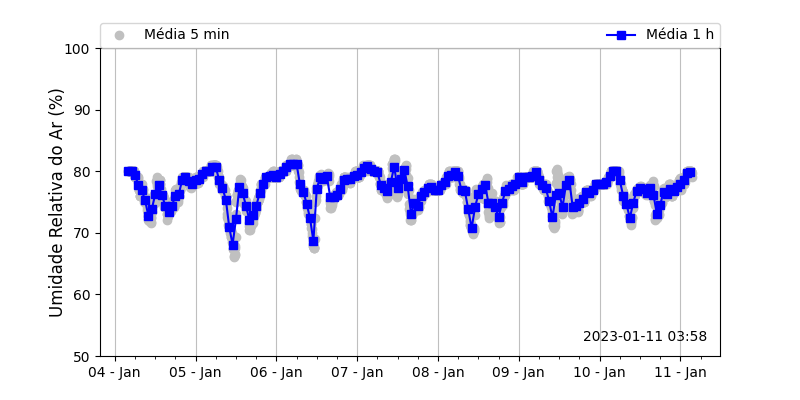 Média 5 min
Média 1 h
Umidade Relativa do Ar (%)
100
90
80
70
60
50
2023-01-11 03:58
04 - Jan
05 - Jan
06 - Jan
07 - Jan
08 - Jan
09 - Jan
10 - Jan
11 - Jan